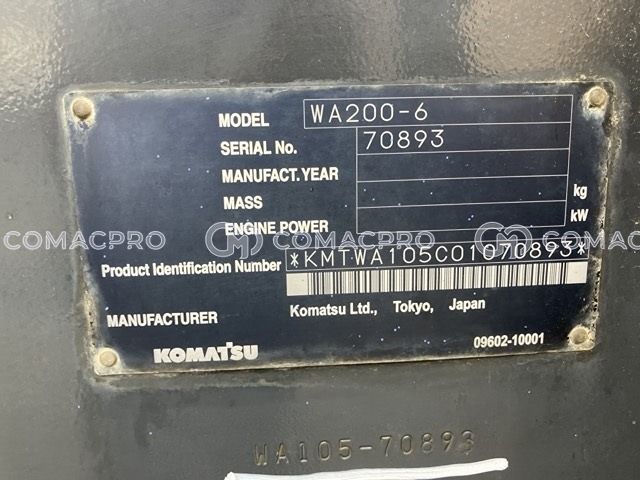 MODEL WA200-6
SERIAL No. 70893
MANUFACT. YEAR
MASS kg
ENGINE POWER kW
COMACPRO COMACPRO COMACPRO
Product Identification Number *KMTWA105C01070893*
MANUFACTURER Komatsu Ltd., Tokyo, Japan
KOMATSU 09602-10001
WA105-70893